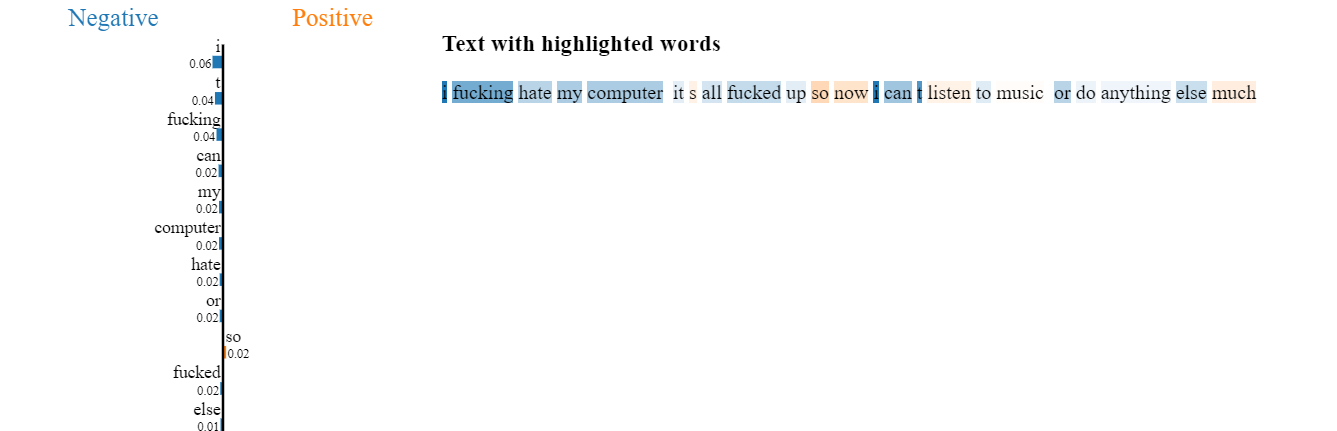 Negative Positive
Text with highlighted words
i
0.06
t
0.04
fucking
0.04
can
0.02
my
0.02
computer
0.02
hate
0.02
or
0.02
so
0.02
fucked
0.02
else
0.01
i fucking hate my computer it s all fucked up so now i can t listen to music or do anything else much